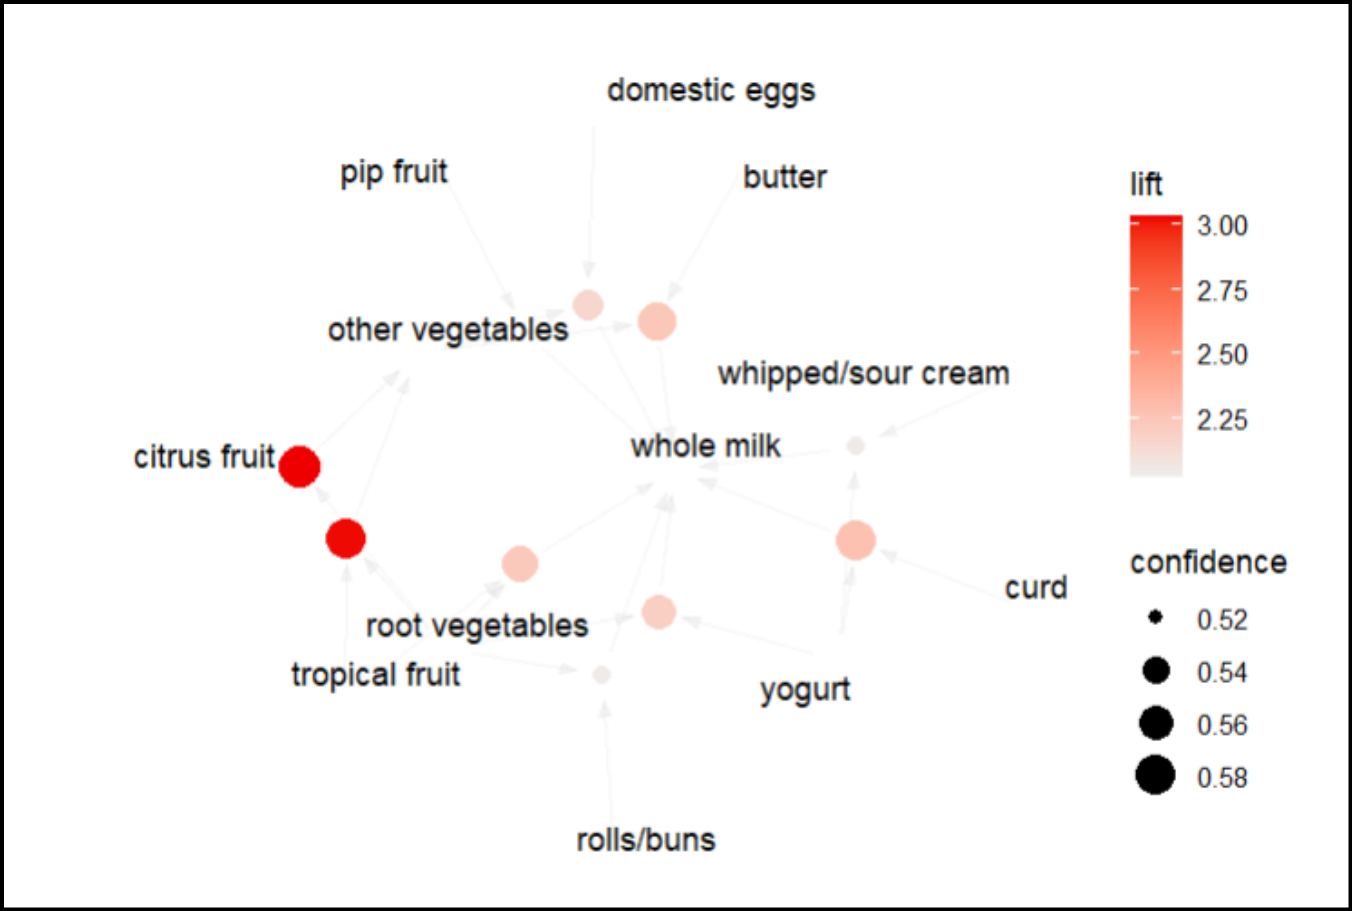 domestic eggs
pip fruit
butter
other vegetables
whipped/sour cream
whole milk
citrus fruit
curd
root vegetables
tropical fruit
yogurt
rolls/buns
lift
3.00
2.75
2.50
2.25
confidence
0.52
0.54
0.56
0.58